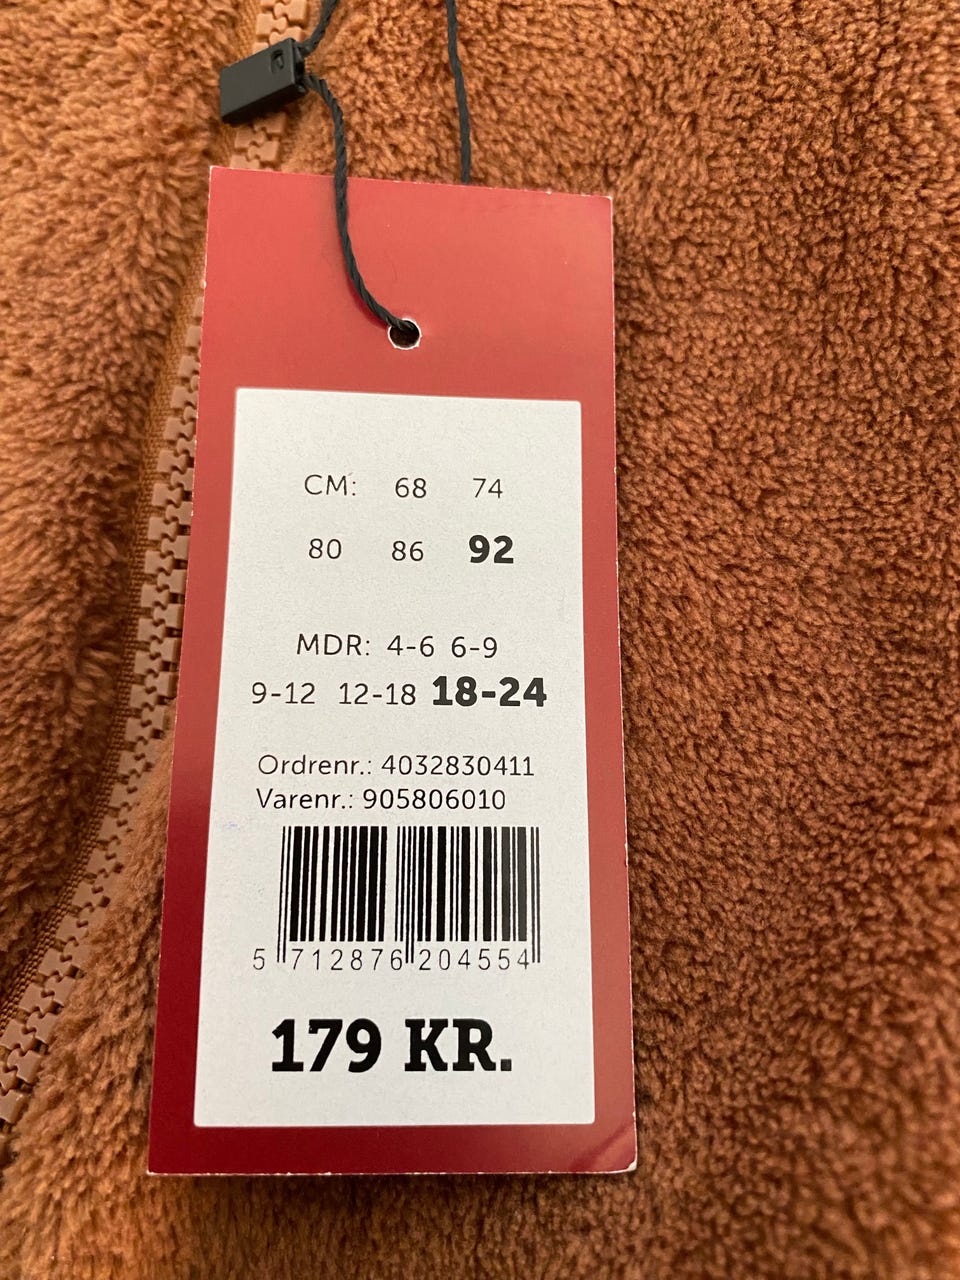 CM: 68 74
80 86 92
MDR: 4-6 6-9
9-12 12-18 18-24
Ordrenr.: 4032830411
Varenr.: 905806010
5 712876 204554
179 KR.